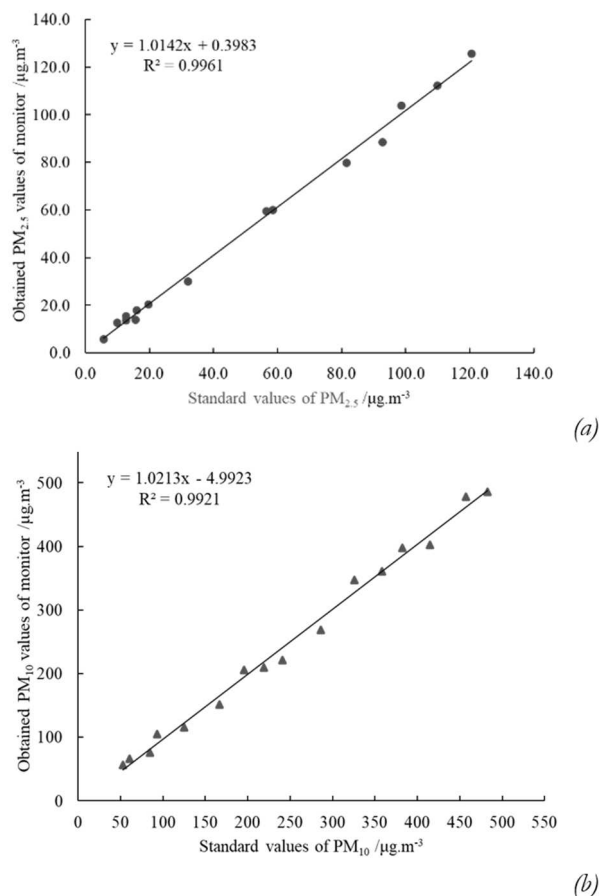 140.0
y = 1.0142x + 0.3983
R² = 0.9961
120.0
100.0
80.0
60.0
40.0
20.0
0.0
Obtained PM2.5 values of monitor /μg.m-3
0.0 20.0 40.0 60.0 80.0 100.0 120.0 140.0
Standard values of PM2.5 /μg.m-3
(a)
y = 1.0213x - 4.9923
R² = 0.9921
500
400
300
200
100
0
Obtained PM10 values of monitor /μg.m-3
0 50 100 150 200 250 300 350 400 450 500 550
Standard values of PM10 /μg.m-3
(b)